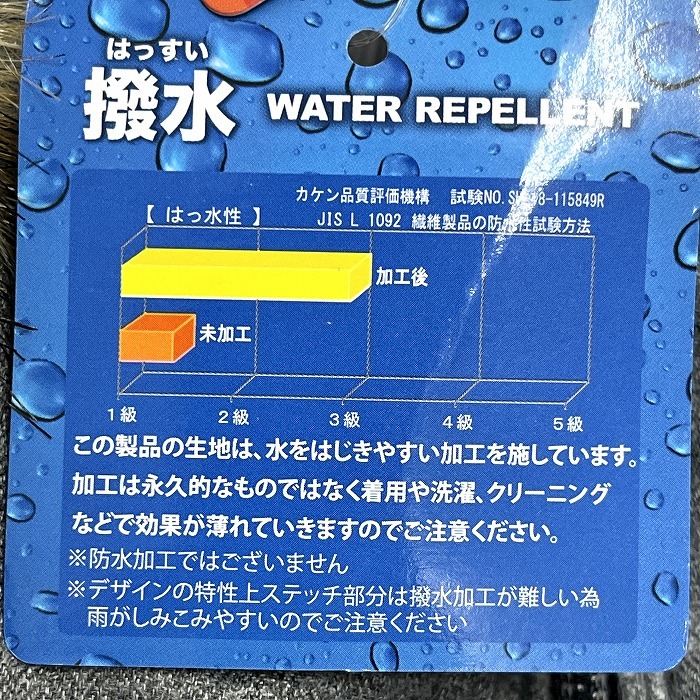 はっすい
撥水 WATER REPELLENT
カケン品質評価機構 試験NO.
JIS L 1092 繊維製品の防水性試験方法
【 はっ水性 】
加工後
未加工
1級 2級 3級 4級 5級
この製品の生地は、水をはじきやすい加工を施しています。
加工は永久的なものではなく着用や洗濯、クリーニング
などで効果が薄れていきますのでご注意ください。
※防水加工ではございません
※デザインの特性上ステッチ部分は撥水加工が難しい為
雨がしみこみやすいのでご注意ください